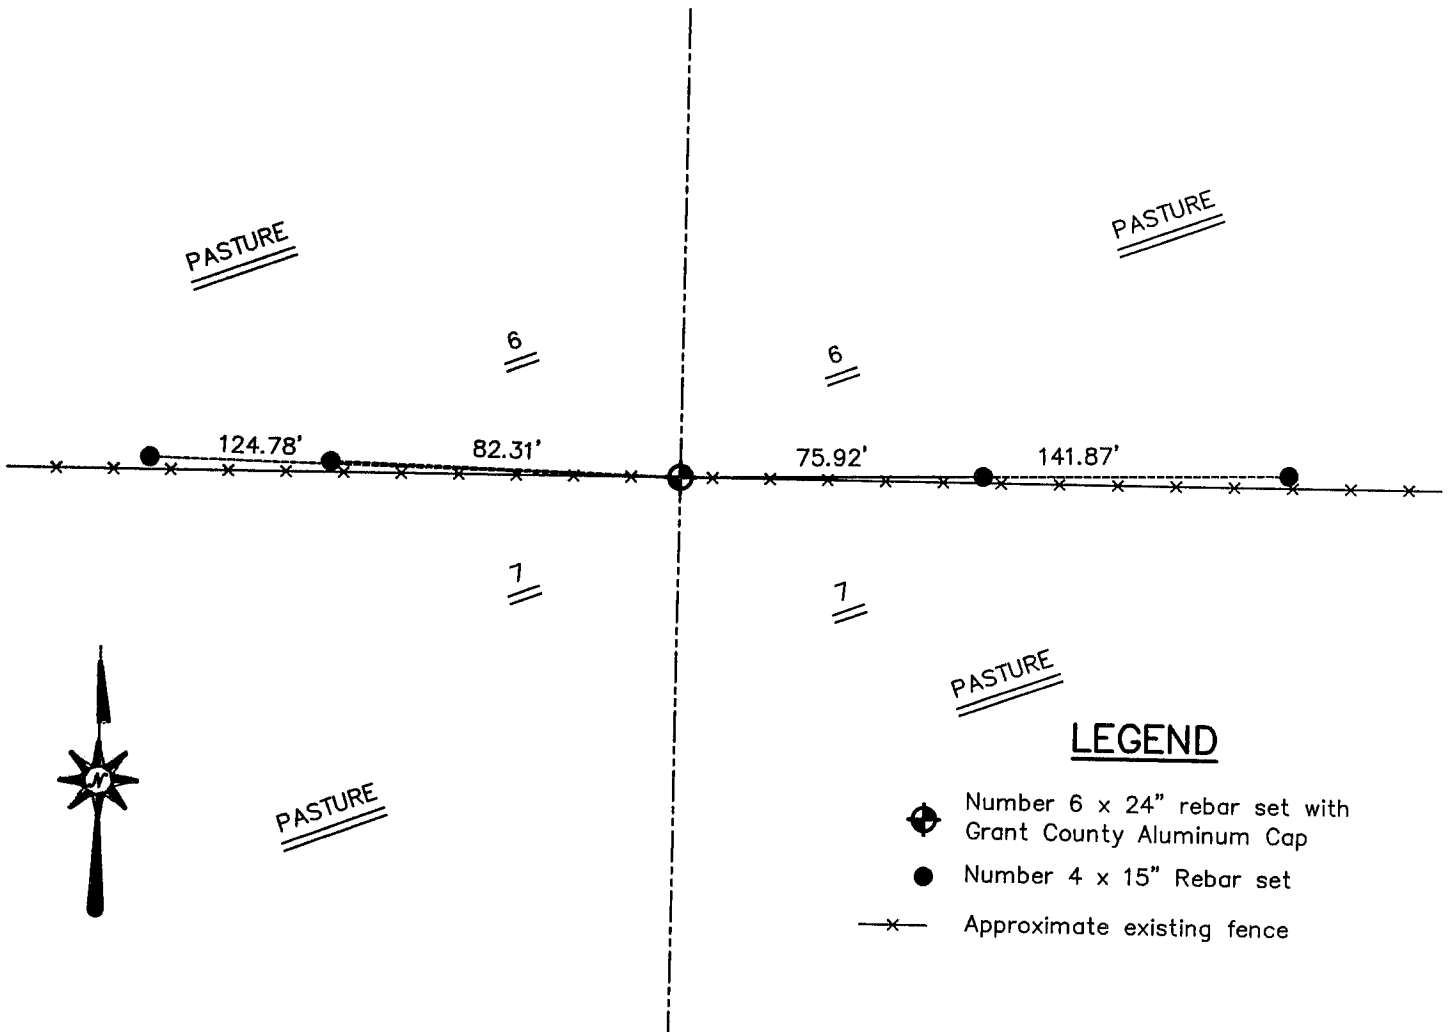 PASTURE
PASTURE
6
6
124.78'
82.31'
75.92'
141.87'
7
7
PASTURE
LEGEND
N
PASTURE
Number 6 x 24" rebar set with
Grant County Aluminum Cap
Number 4 x 15" Rebar set
Approximate existing fence